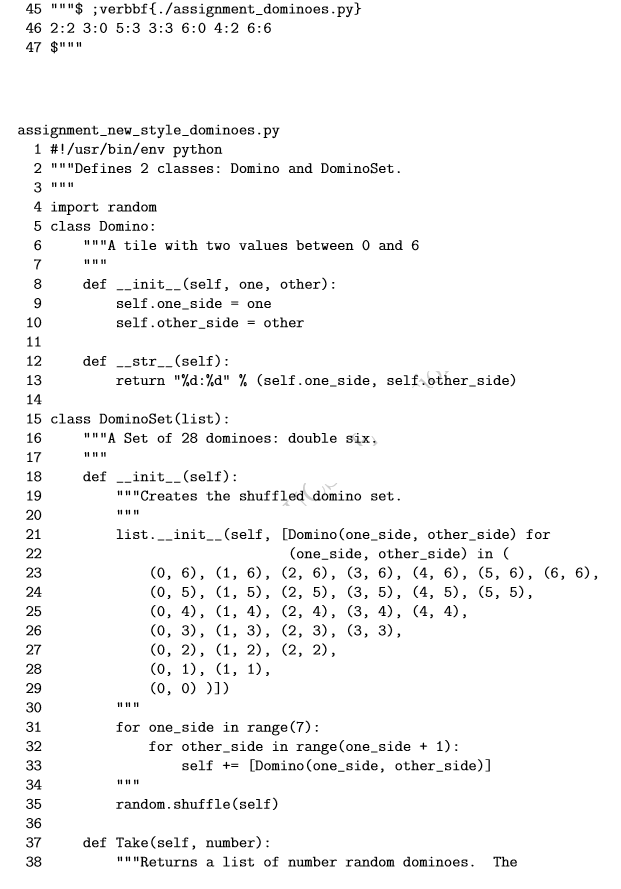 45 """$ ;verbbf{./assignment_dominoes.py}
46 2:2 3:0 5:3 3:3 6:0 4:2 6:6
47 $"""
assignment_new_style_dominoes.py
1 #!/usr/bin/env python
2 """Defines 2 classes: Domino and DominoSet.
3 """
4 import random
5 class Domino:
6     """A tile with two values between 0 and 6
7     """
8     def __init__(self, one, other):
9         self.one_side = one
10         self.other_side = other
11
12     def __str__(self):
13         return "%d:%d" % (self.one_side, self.other_side)
14
15 class DominoSet(list):
16     """A Set of 28 dominoes: double six.
17     """
18     def __init__(self):
19         """Creates the shuffled domino set.
20         """
21         list.__init__(self, [Domino(one_side, other_side) for
22                              (one_side, other_side) in (
23             (0, 6), (1, 6), (2, 6), (3, 6), (4, 6), (5, 6), (6, 6),
24             (0, 5), (1, 5), (2, 5), (3, 5), (4, 5), (5, 5),
25             (0, 4), (1, 4), (2, 4), (3, 4), (4, 4),
26             (0, 3), (1, 3), (2, 3), (3, 3),
27             (0, 2), (1, 2), (2, 2),
28             (0, 1), (1, 1),
29             (0, 0) )])
30         """
31         for one_side in range(7):
32             for other_side in range(one_side + 1):
33                 self += [Domino(one_side, other_side)]
34         """
35         random.shuffle(self)
36
37     def Take(self, number):
38         """Returns a list of number random dominoes.  The